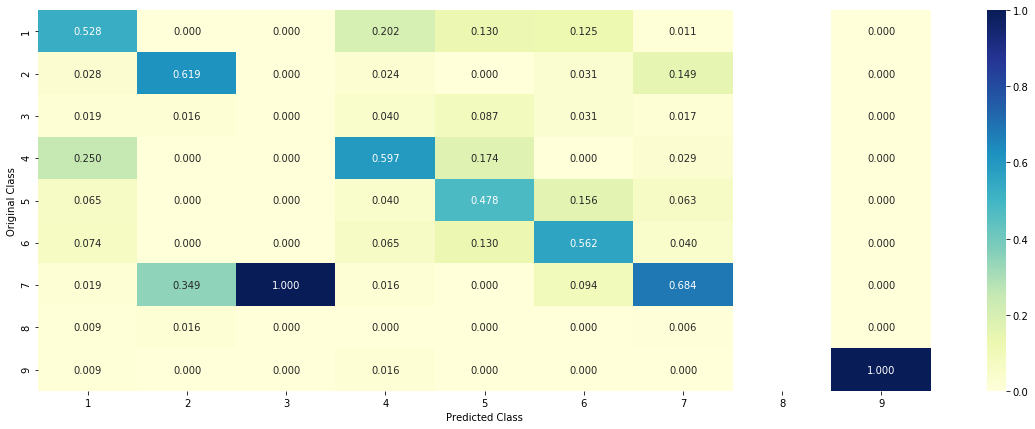 1 0.528 0.000 0.000 0.202 0.130 0.125 0.011 0.000
2 0.028 0.619 0.000 0.024 0.000 0.031 0.149 0.000
3 0.019 0.016 0.000 0.040 0.087 0.031 0.017 0.000
4 0.250 0.000 0.000 0.597 0.174 0.000 0.029 0.000
5 0.065 0.000 0.000 0.040 0.478 0.156 0.063 0.000
6 0.074 0.000 0.000 0.065 0.130 0.562 0.040 0.000
7 0.019 0.349 1.000 0.016 0.000 0.094 0.684 0.000
8 0.009 0.016 0.000 0.000 0.000 0.000 0.006 0.000
9 0.009 0.000 0.000 0.016 0.000 0.000 0.000 1.000
1 2 3 4 5 6 7 8 9
Predicted Class
Original Class
1.0
0.8
0.6
0.4
0.2
0.0